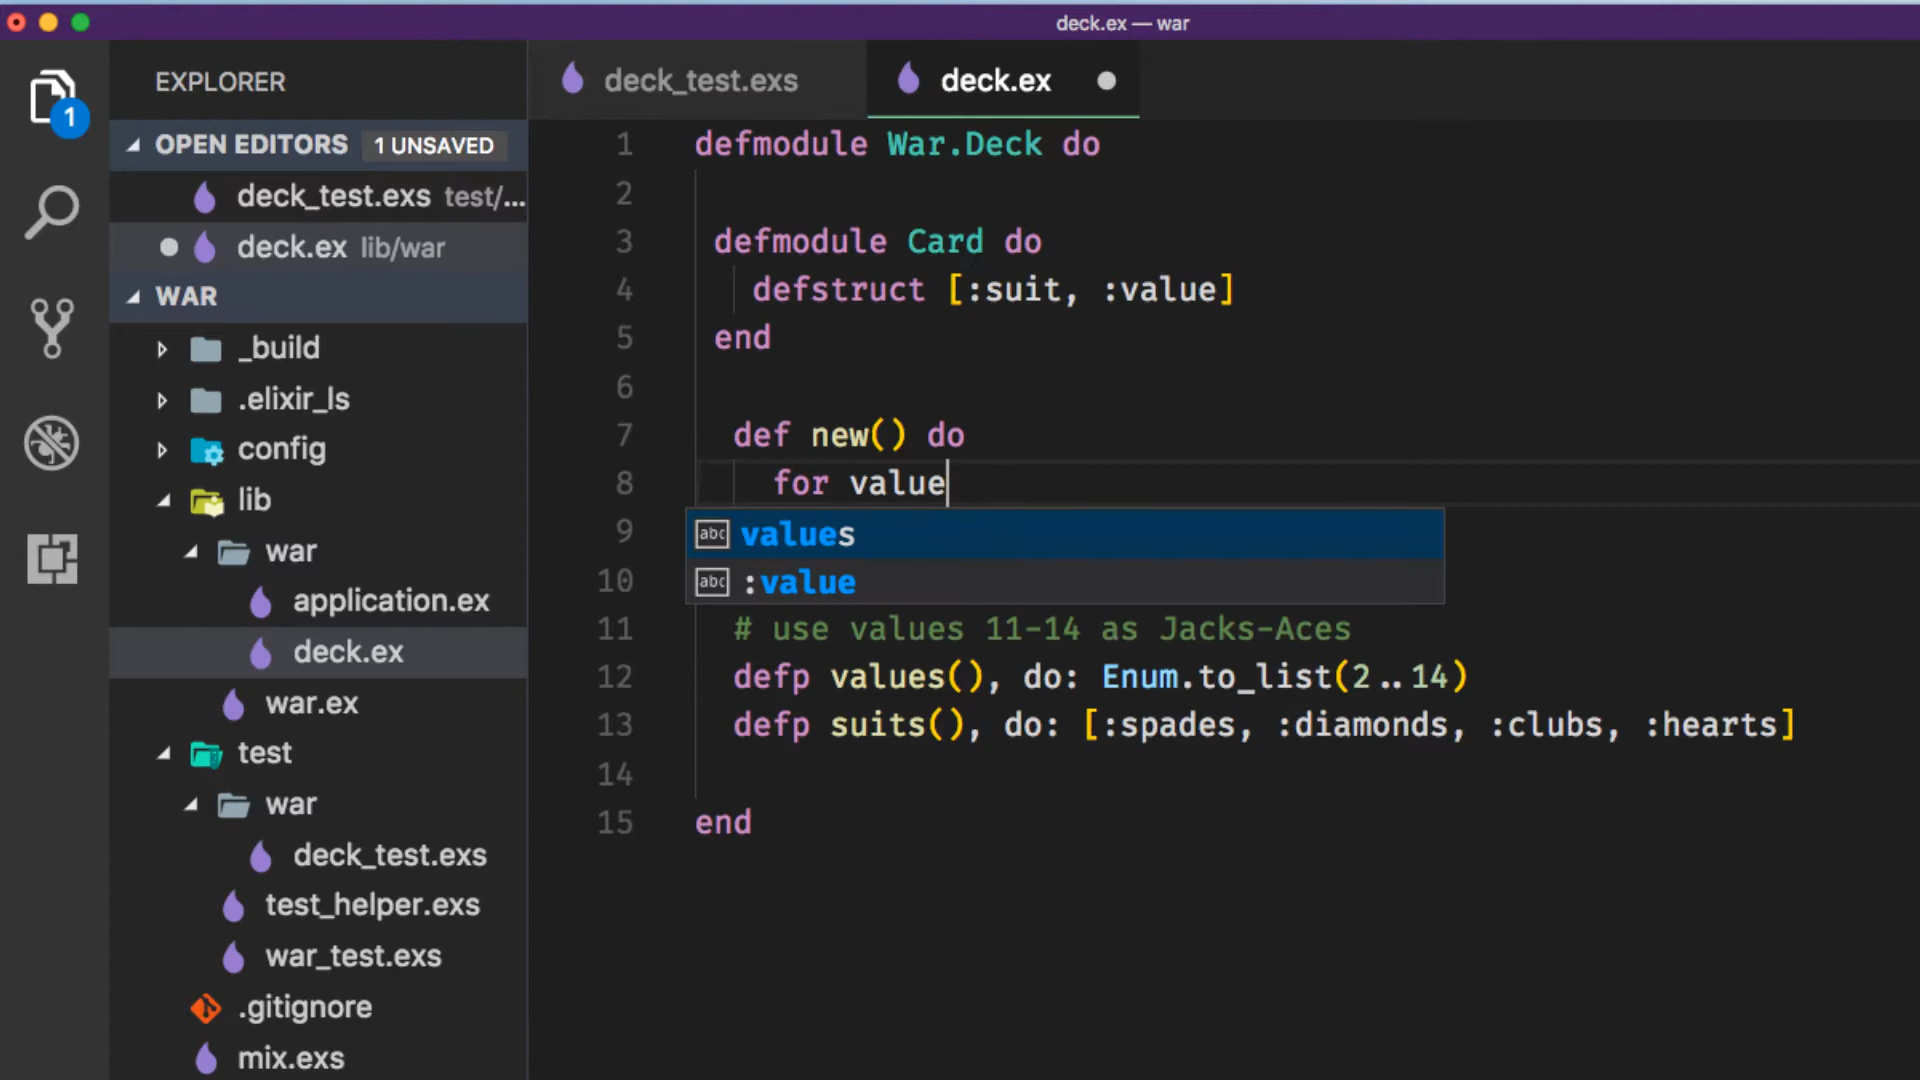 deck.ex — war
EXPLORER
1
OPEN EDITORS 1 UNSAVED
deck_test.exs test/...
deck.ex lib/war
WAR
_build
.elixir_ls
config
lib
war
application.ex
deck.ex
war.ex
test
war
deck_test.exs
test_helper.exs
war_test.exs
.gitignore
mix.exs
deck_test.exs
deck.ex
1 defmodule War.Deck do
2
3 defmodule Card do
4 defstruct [:suit, :value]
5 end
6
7 def new() do
8 for value
9
abc values
10
abc :value
11 # use values 11-14 as Jacks-Aces
12 defp values(), do: Enum.to_list(2..14)
13 defp suits(), do: [:spades, :diamonds, :clubs, :hearts]
14
15 end